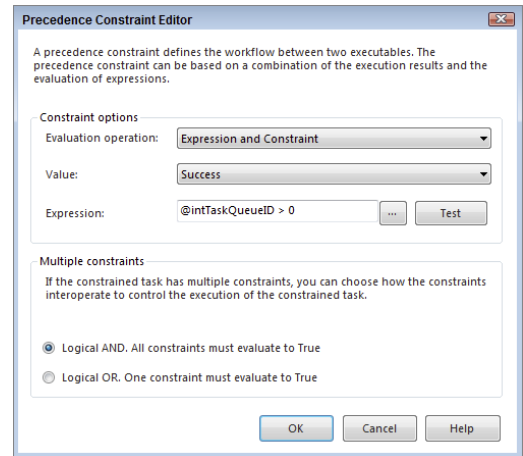 Precedence Constraint Editor
A precedence constraint defines the workflow between two executables. The
precedence constraint can be based on a combination of the execution results and the
evaluation of expressions.
Constraint options
Evaluation operation: Expression and Constraint
Value: Success
Expression: @intTaskQueueID > 0 ... Test
Multiple constraints
If the constrained task has multiple constraints, you can choose how the constraints
interoperate to control the execution of the constrained task.
Logical AND. All constraints must evaluate to True
Logical OR. One constraint must evaluate to True
OK Cancel Help